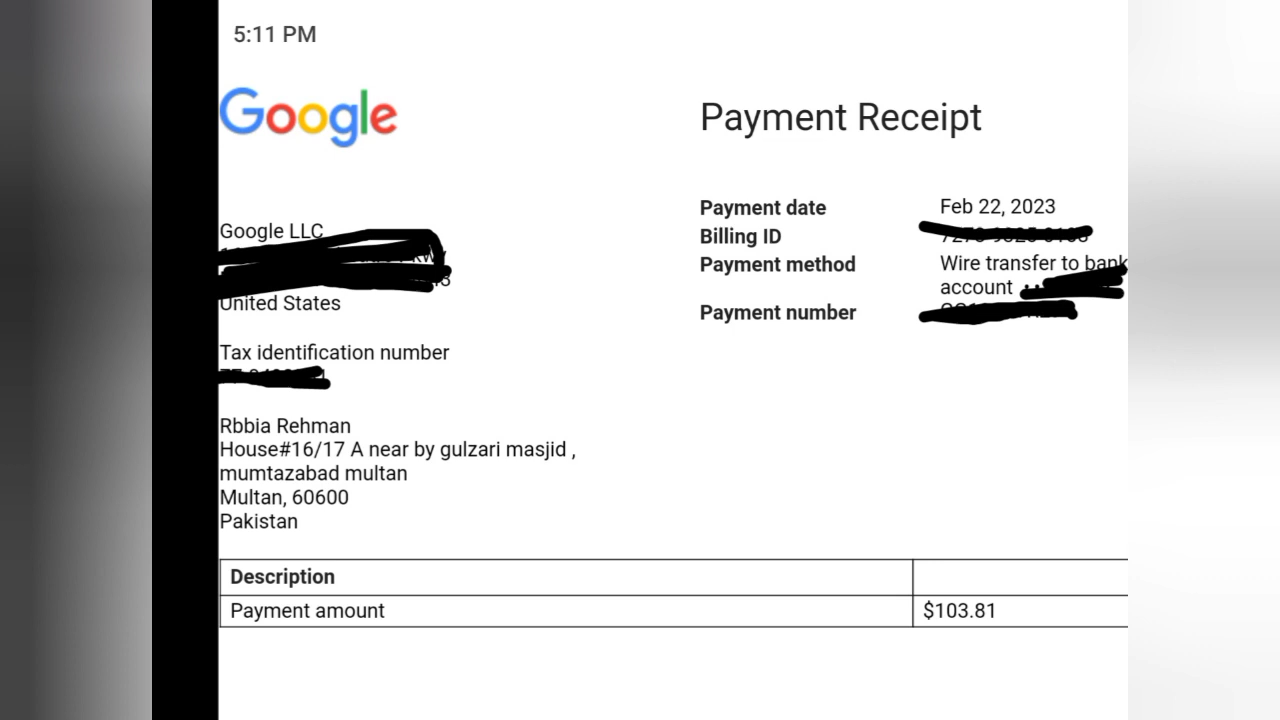 5:11 PM
Google
Payment Receipt
Payment date Feb 22, 2023
Billing ID
Payment method Wire transfer to bank
account
Payment number
Google LLC
United States
Tax identification number
Rbbia Rehman
House#16/17 A near by gulzari masjid ,
mumtazabad multan
Multan, 60600
Pakistan
Description
Payment amount $103.81